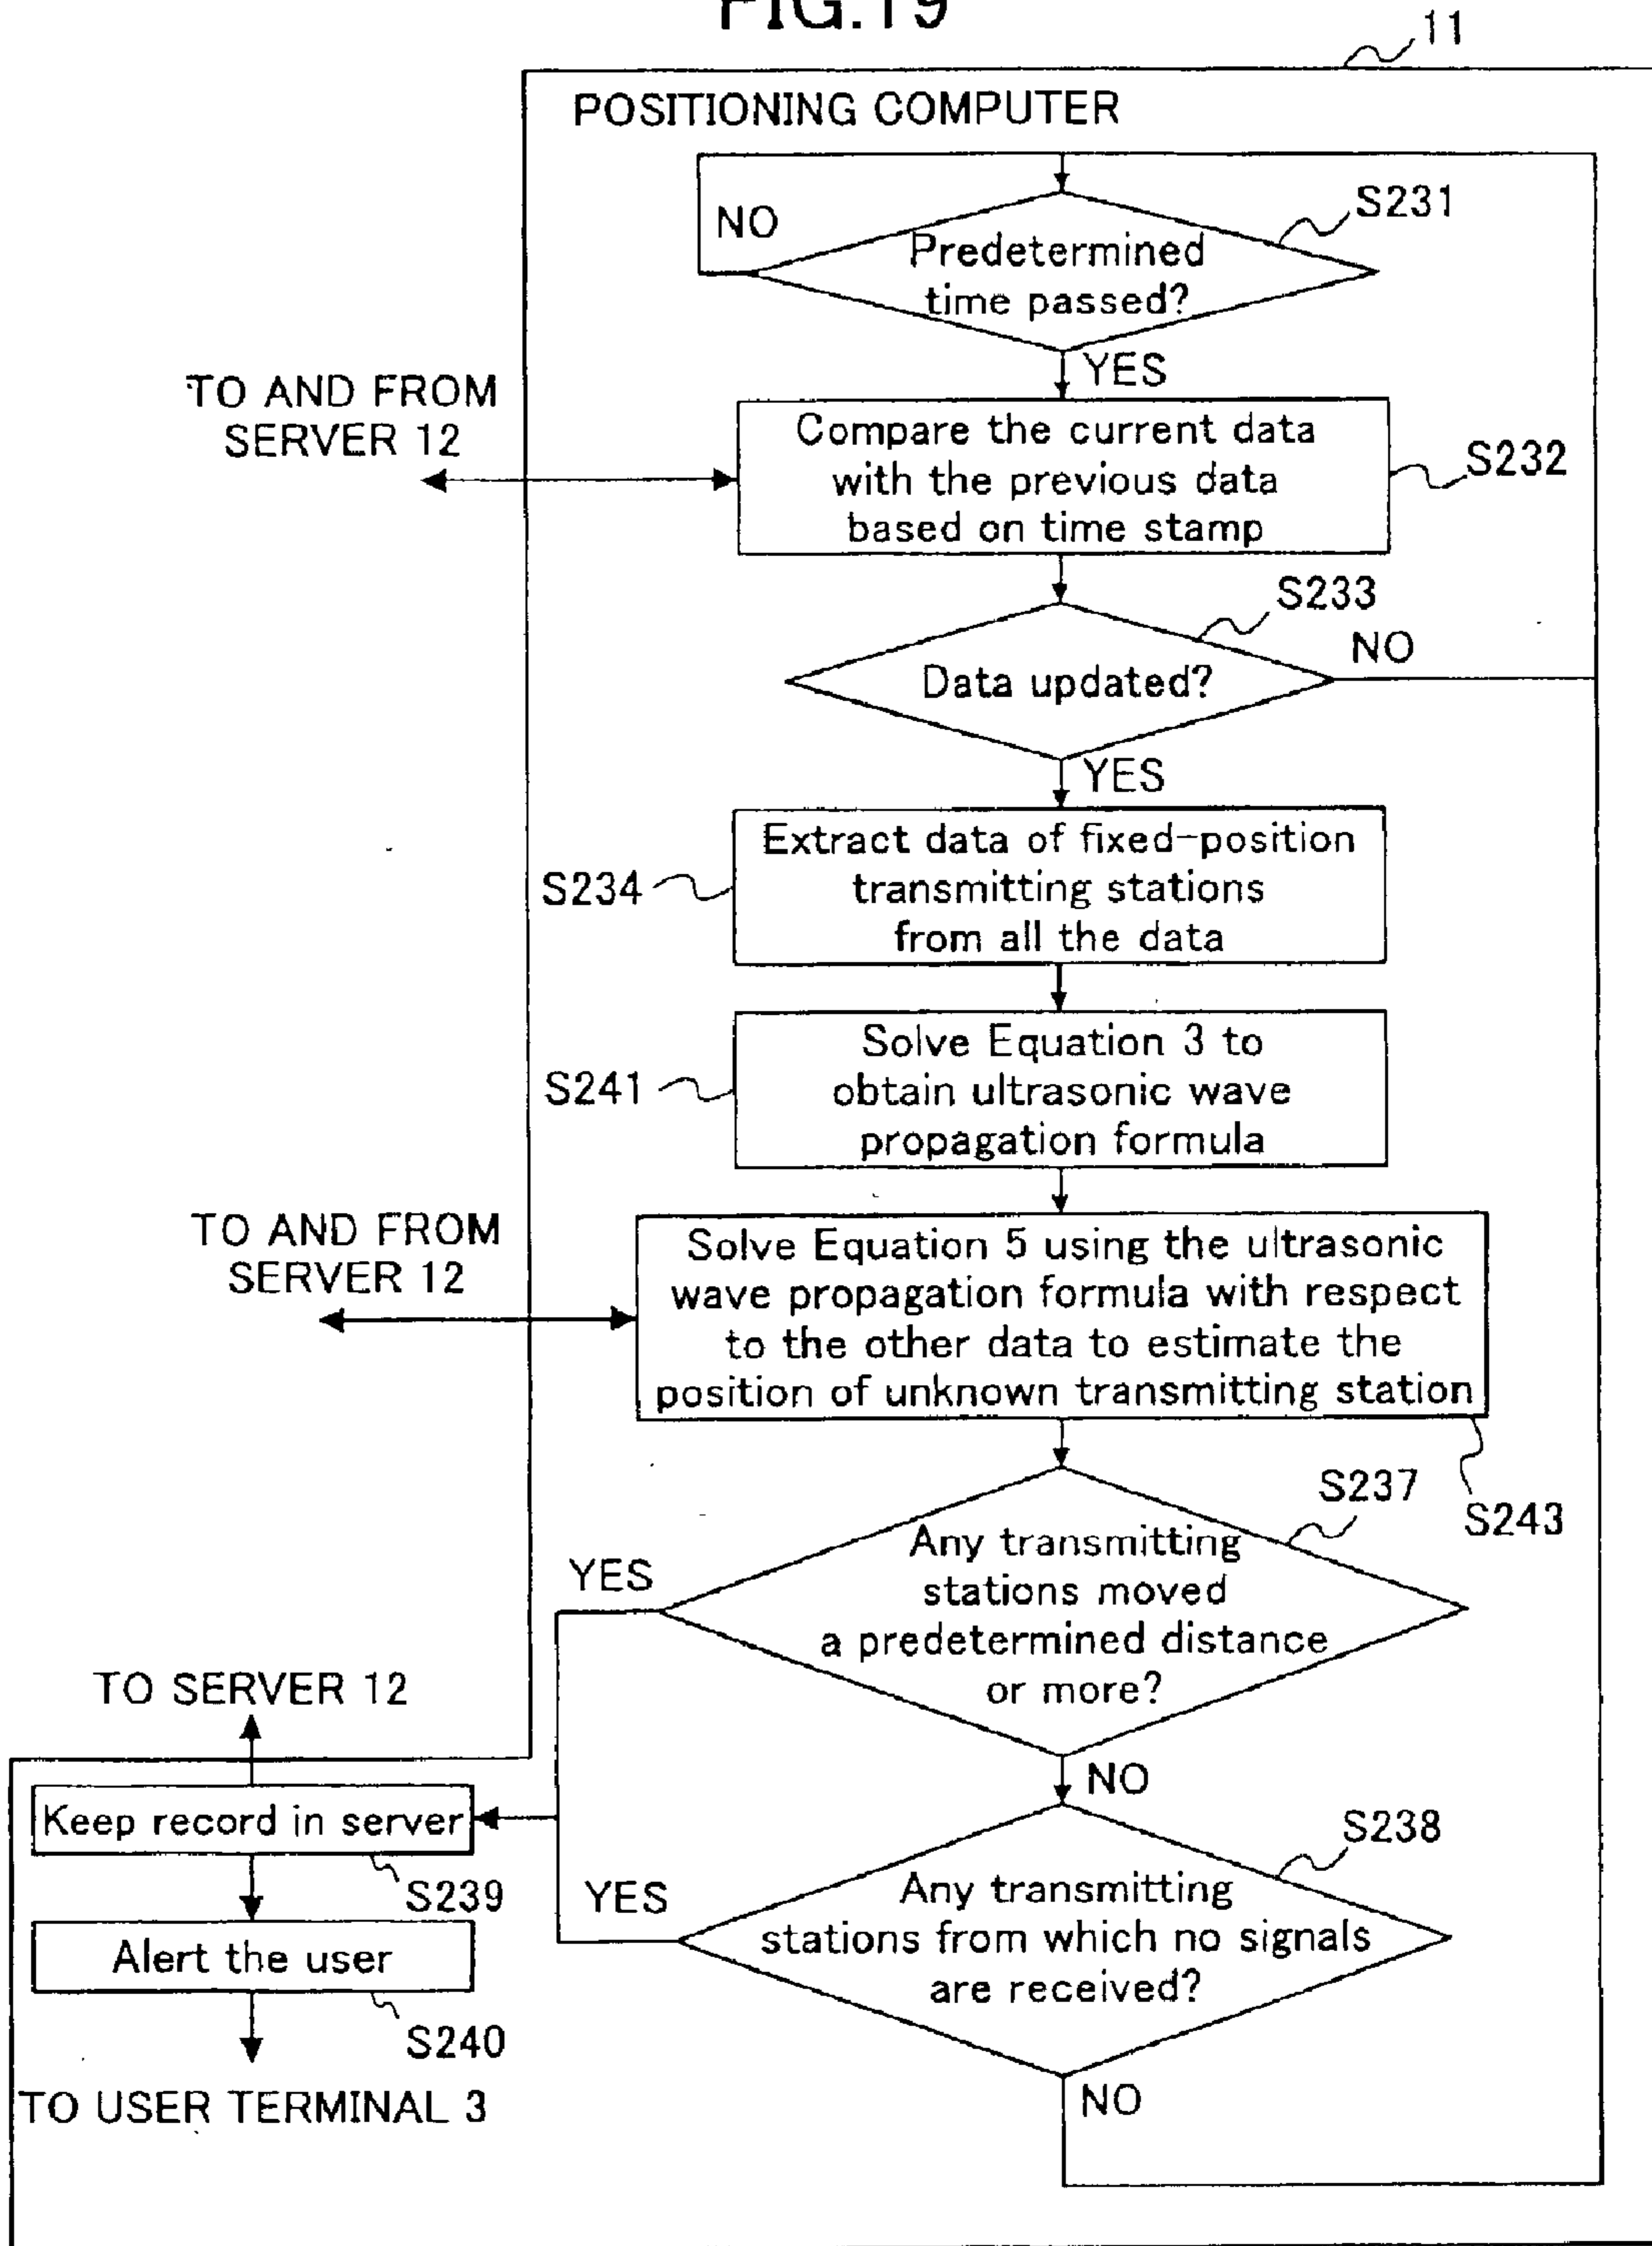 FIG.19
11
POSITIONING COMPUTER
NO
S231
Predetermined
time passed?
YES
TO AND FROM
SERVER 12
Compare the current data
with the previous data
based on time stamp
S232
S233
NO
Data updated?
YES
Extract data of fixed-position
transmitting stations
from all the data
S234
Solve Equation 3 to
obtain ultrasonic wave
propagation formula
S241
TO AND FROM
SERVER 12
Solve Equation 5 using the ultrasonic
wave propagation formula with respect
to the other data to estimate the
position of unknown transmitting station
S243
S237
YES
Any transmitting
stations moved
a predetermined distance
or more?
NO
TO SERVER 12
Keep record in server
S239
S238
YES
Any transmitting
stations from which no signals
are received?
Alert the user
S240
NO
TO USER TERMINAL 3